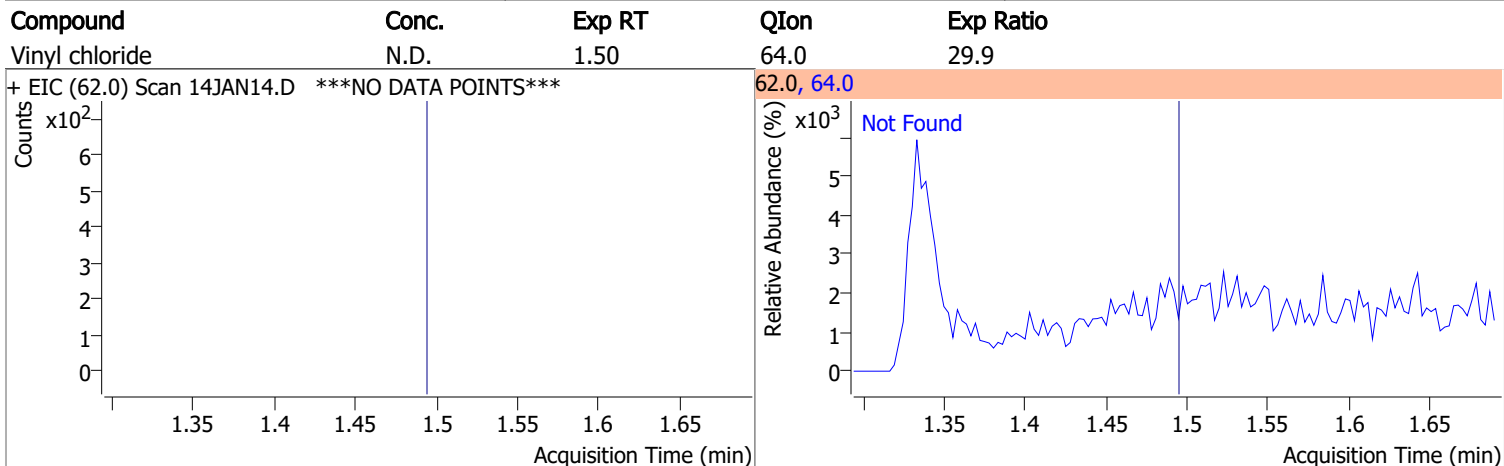 Compound Conc. Exp RT QIon Exp Ratio
Vinyl chloride N.D. 1.50 64.0 29.9
+ EIC (62.0) Scan 14JAN14.D ***NO DATA POINTS***
Counts
x10²
6
5
4
3
2
1
0
1.35 1.4 1.45 1.5 1.55 1.6 1.65
Acquisition Time (min)
62.0, 64.0
Relative Abundance (%)
x10³
Not Found
5
4
3
2
1
0
1.35 1.4 1.45 1.5 1.55 1.6 1.65
Acquisition Time (min)